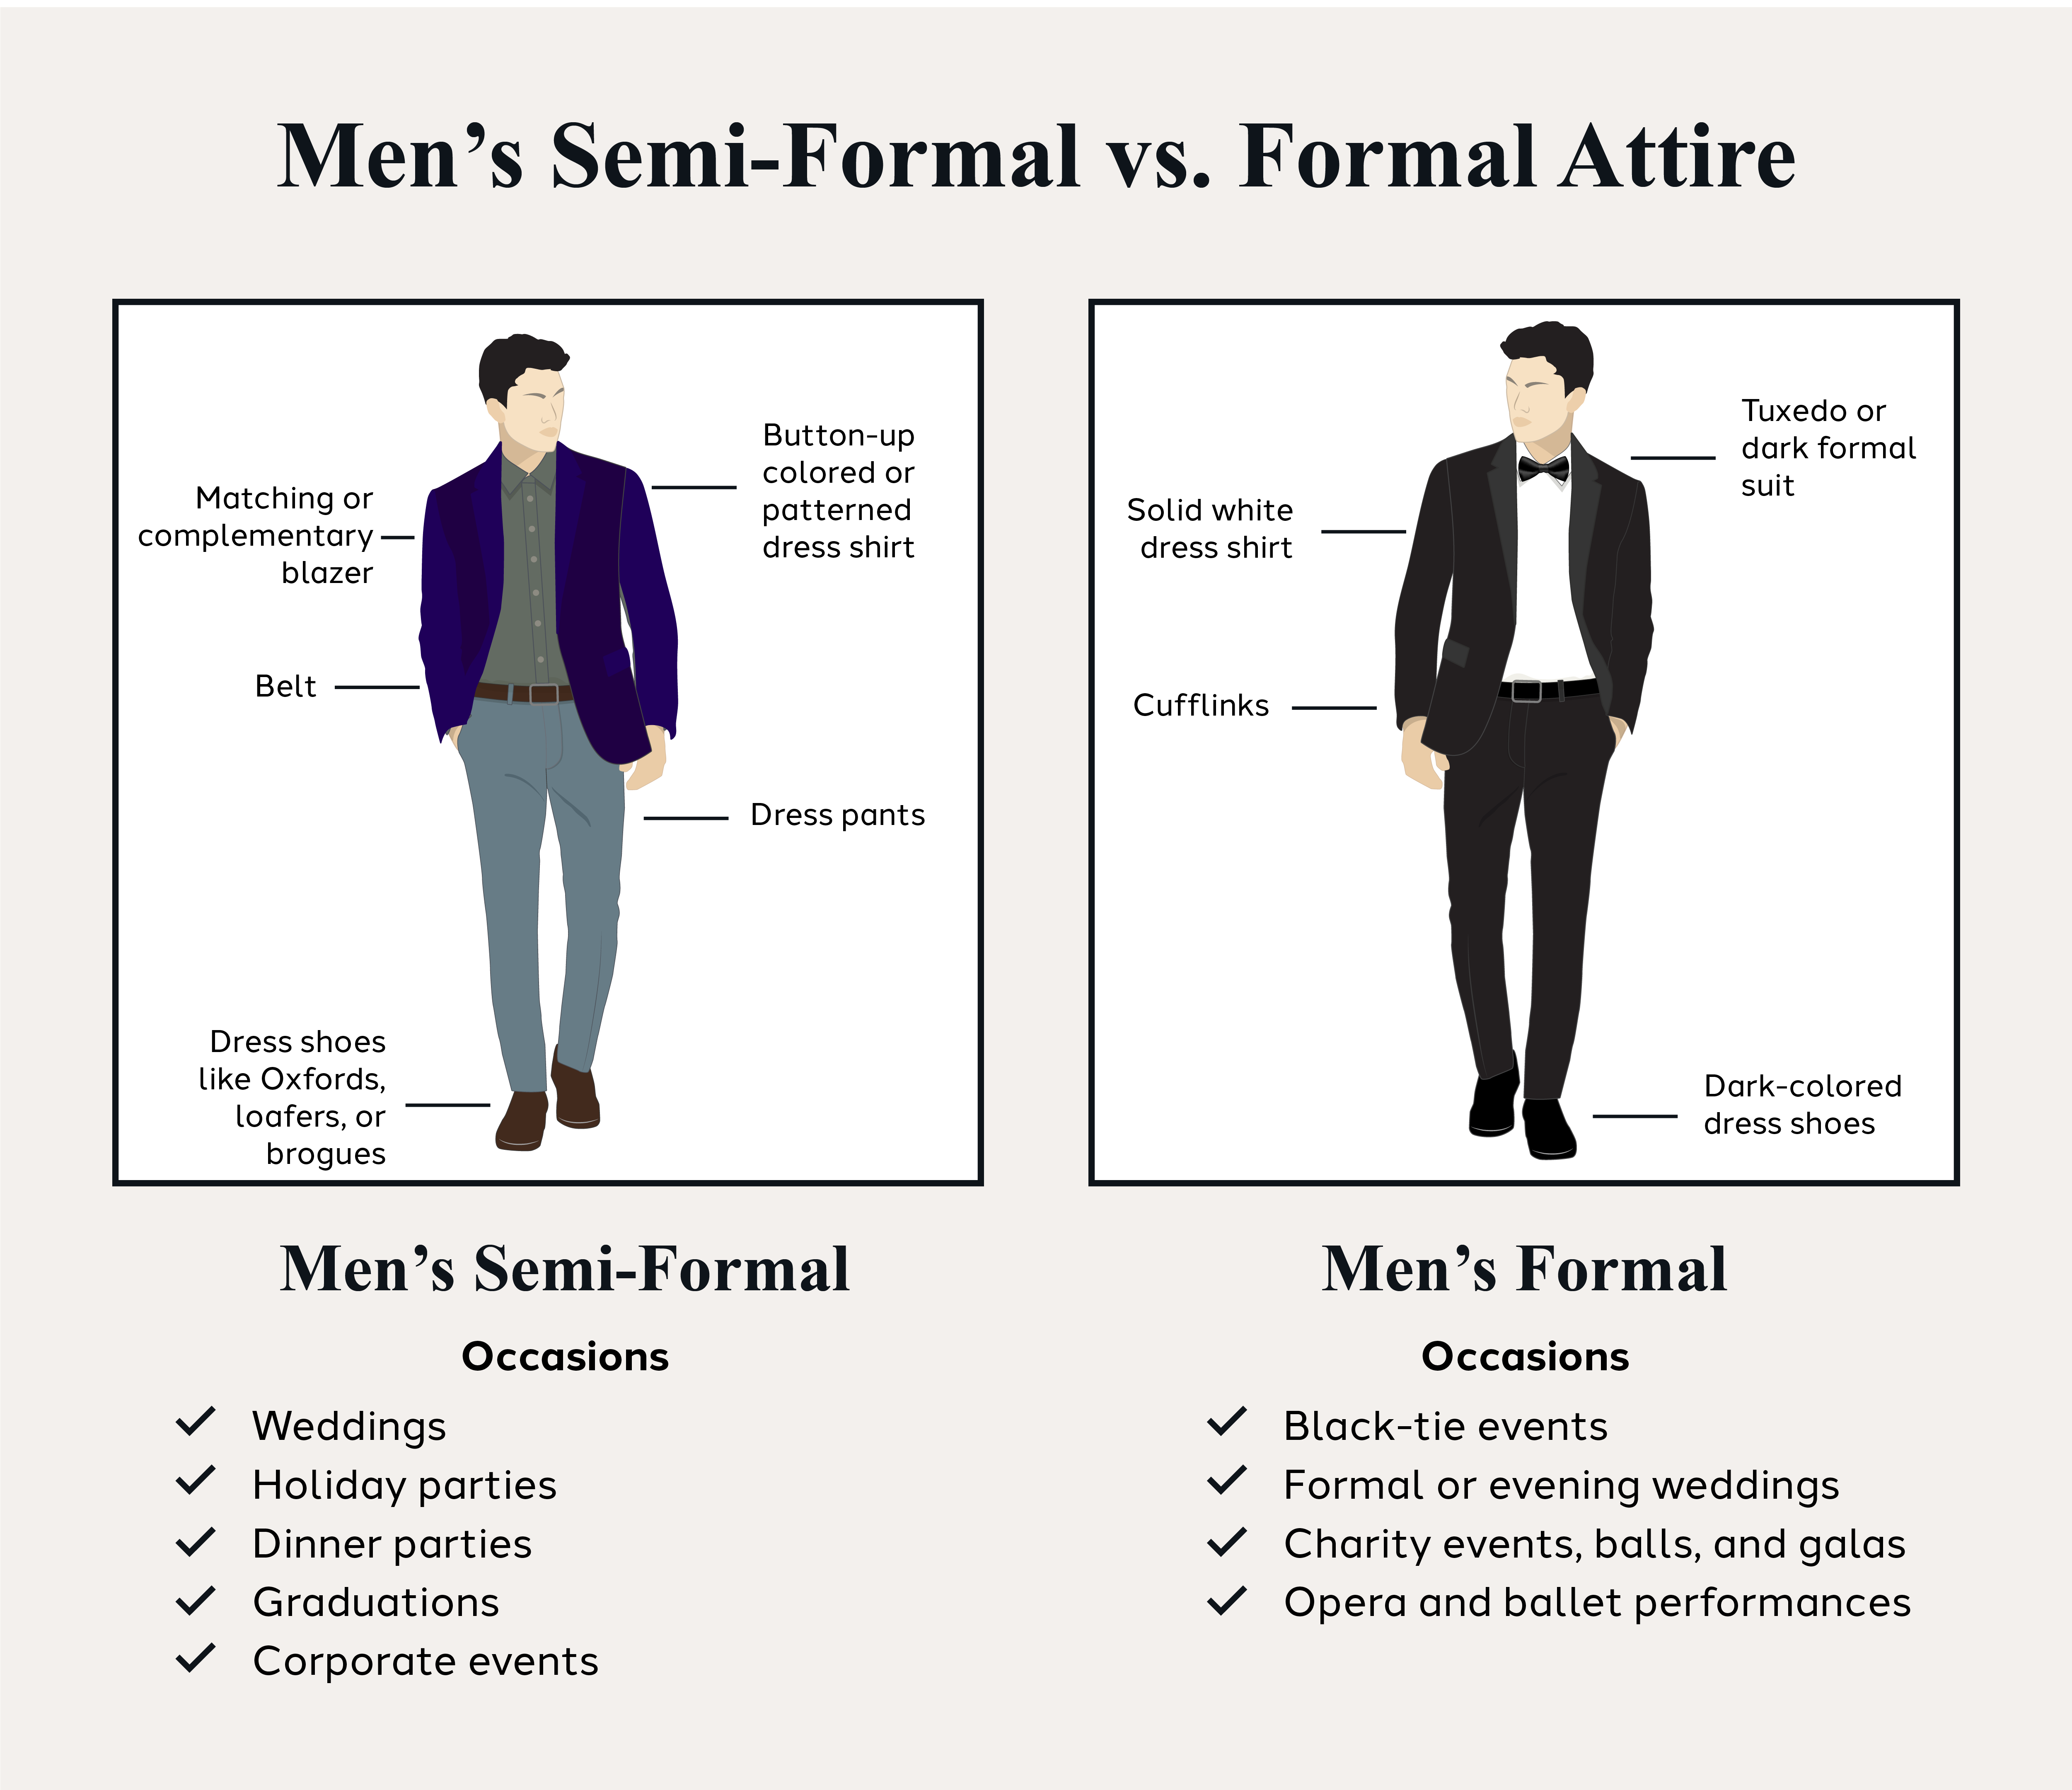 Men’s Semi-Formal vs. Formal Attire
Matching or
complementary
blazer
Button-up
colored or
patterned
dress shirt
Belt
Dress pants
Dress shoes
like Oxfords,
loafers, or
brogues
Tuxedo or
dark formal
suit
Solid white
dress shirt
Cufflinks
Dark-colored
dress shoes
Men’s Semi-Formal
Occasions
Weddings
Holiday parties
Dinner parties
Graduations
Corporate events
Men’s Formal
Occasions
Black-tie events
Formal or evening weddings
Charity events, balls, and galas
Opera and ballet performances